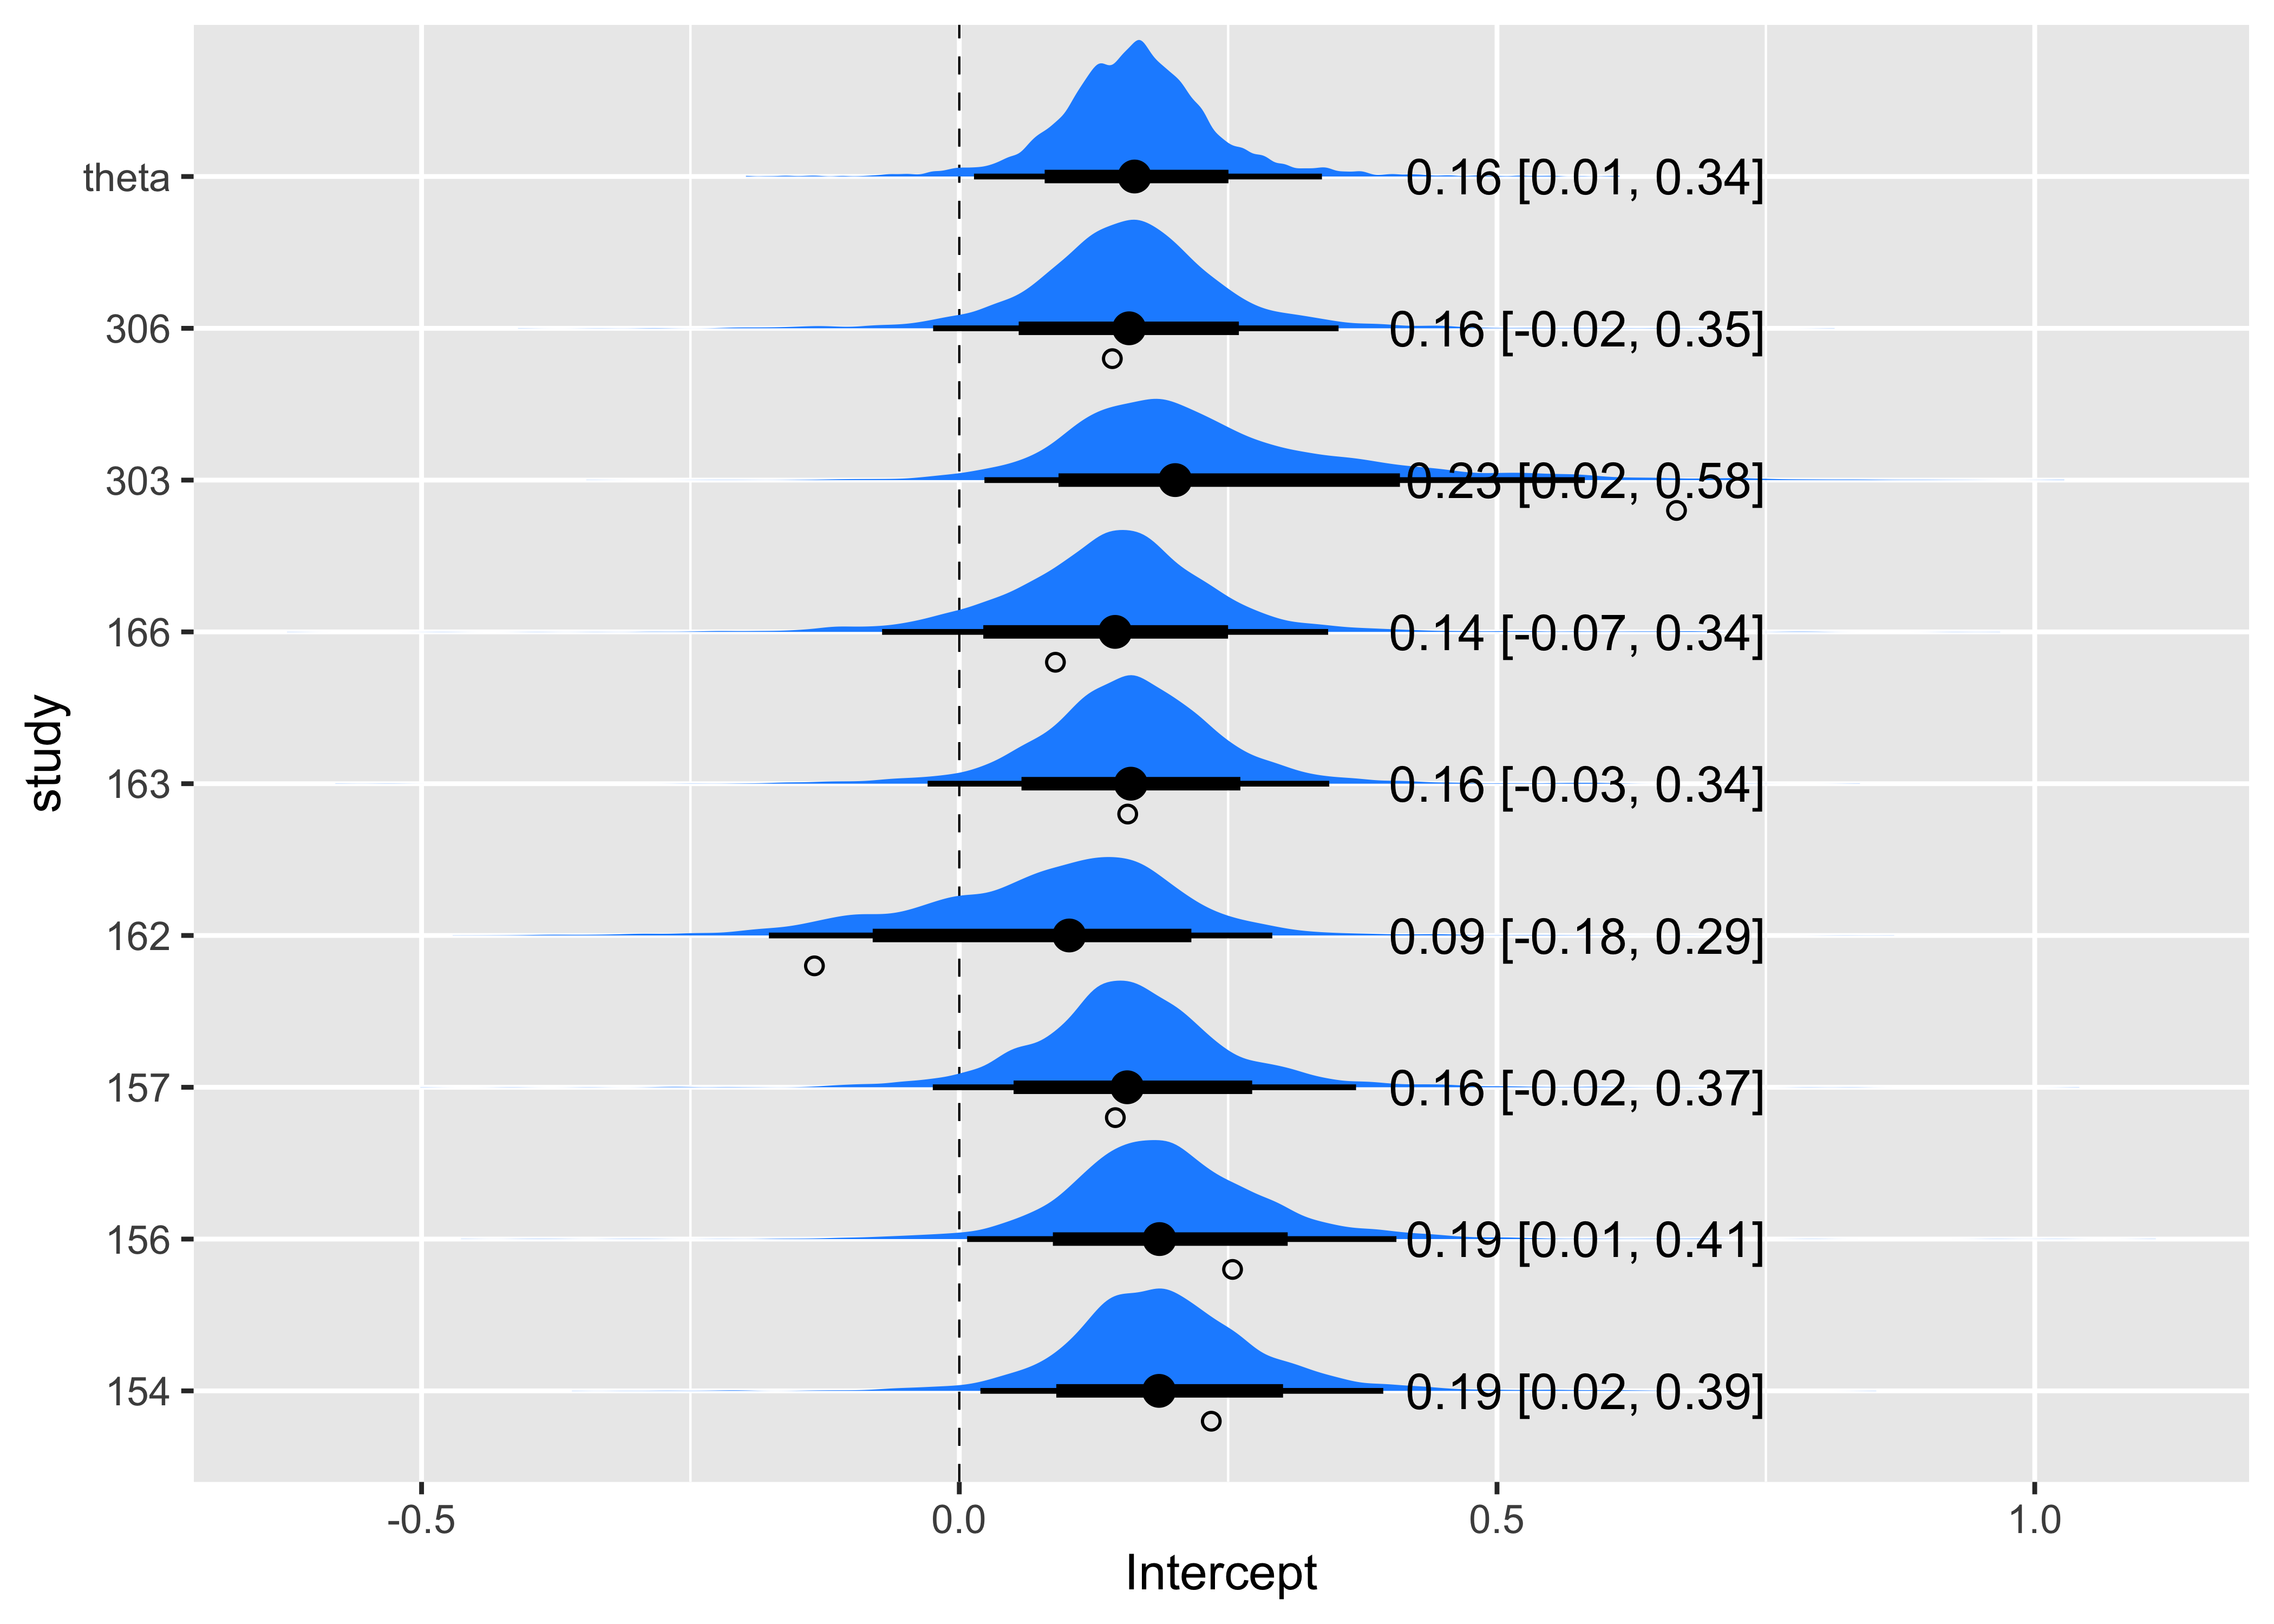 theta 0.16 [0.01, 0.34]
306 0.16 [-0.02, 0.35]
303 0.23 [0.02, 0.58]
166 0.14 [-0.07, 0.34]
163 0.16 [-0.03, 0.34]
162 0.09 [-0.18, 0.29]
157 0.16 [-0.02, 0.37]
156 0.19 [0.01, 0.41]
154 0.19 [0.02, 0.39]
study
-0.5 0.0 0.5 1.0
Intercept